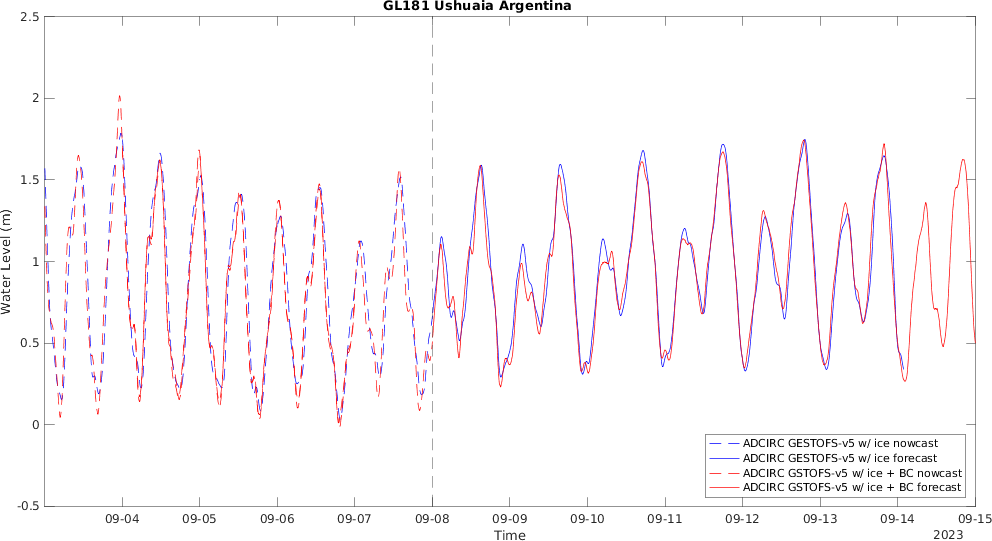 GL181 Ushuaia Argentina
2.5
2
1.5
1
0.5
0
-0.5
Water Level (m)
ADCIRC GESTOFS-v5 w/ ice nowcast
ADCIRC GESTOFS-v5 w/ ice forecast
ADCIRC GSTOFS-v5 w/ ice + BC nowcast
ADCIRC GSTOFS-v5 w/ ice + BC forecast
09-04 09-05 09-06 09-07 09-08 09-09 09-10 09-11 09-12 09-13 09-14 09-15
Time
2023